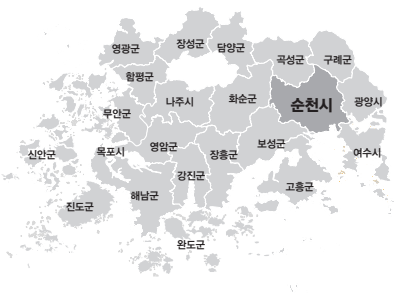 영광군
장성군
담양군
곡성군
구례군
함평군
나주시
화순군
순천시
광양시
무안군
신안군
목포시
영암군
장흥군
보성군
여수시
강진군
고흥군
해남군
진도군
완도군